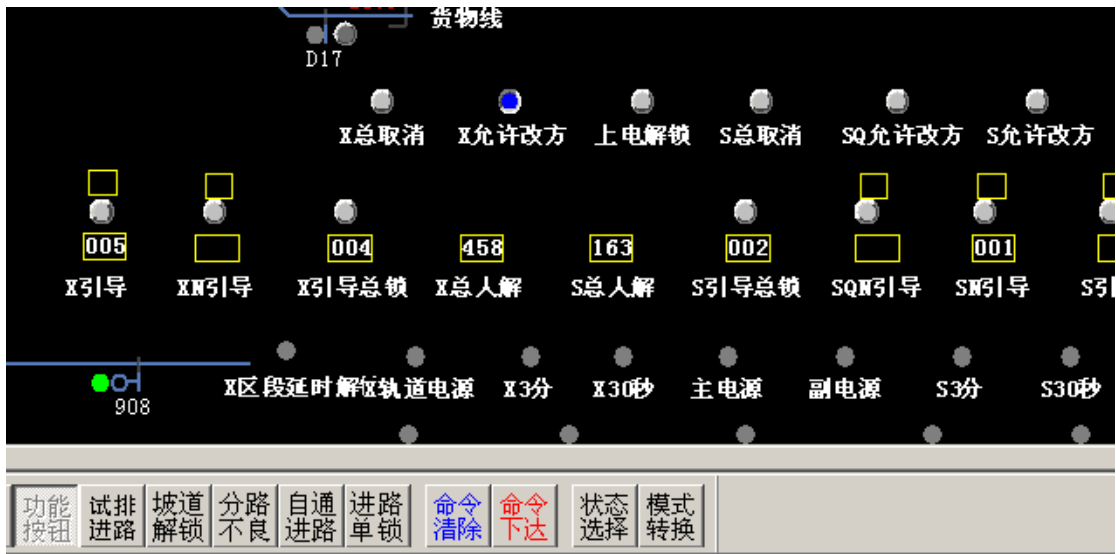 货物线
D17
X总取消 X允许改方 上电解锁 S总取消 SQ允许改方 S允许改方
005 004 458 163 002 001
X引导 XN引导 X引导总锁 X总人解 S总人解 S引导总锁 SQN引导 SN引导 S引
908
X区段延时解 X轨道电源 X3分 X30秒 主电源 副电源 S3分 S30秒
功能按钮 试排进路 坡道解锁 分路不良 自通进路 进路单锁 命令清除 命令下达 状态选择 模式转换